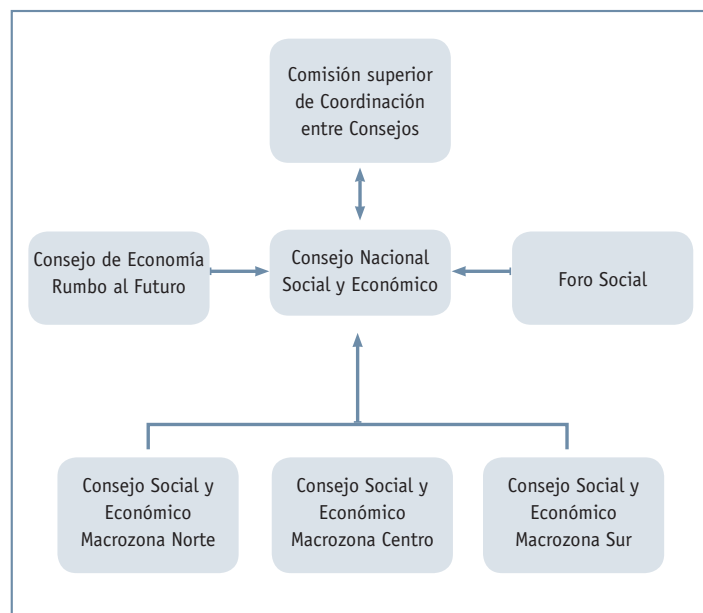 Comisión superior
de Coordinación
entre Consejos
Consejo de Economía
Rumbo al Futuro
Consejo Nacional
Social y Económico
Foro Social
Consejo Social y
Económico
Macrozona Norte
Consejo Social y
Económico
Macrozona Centro
Consejo Social y
Económico
Macrozona Sur